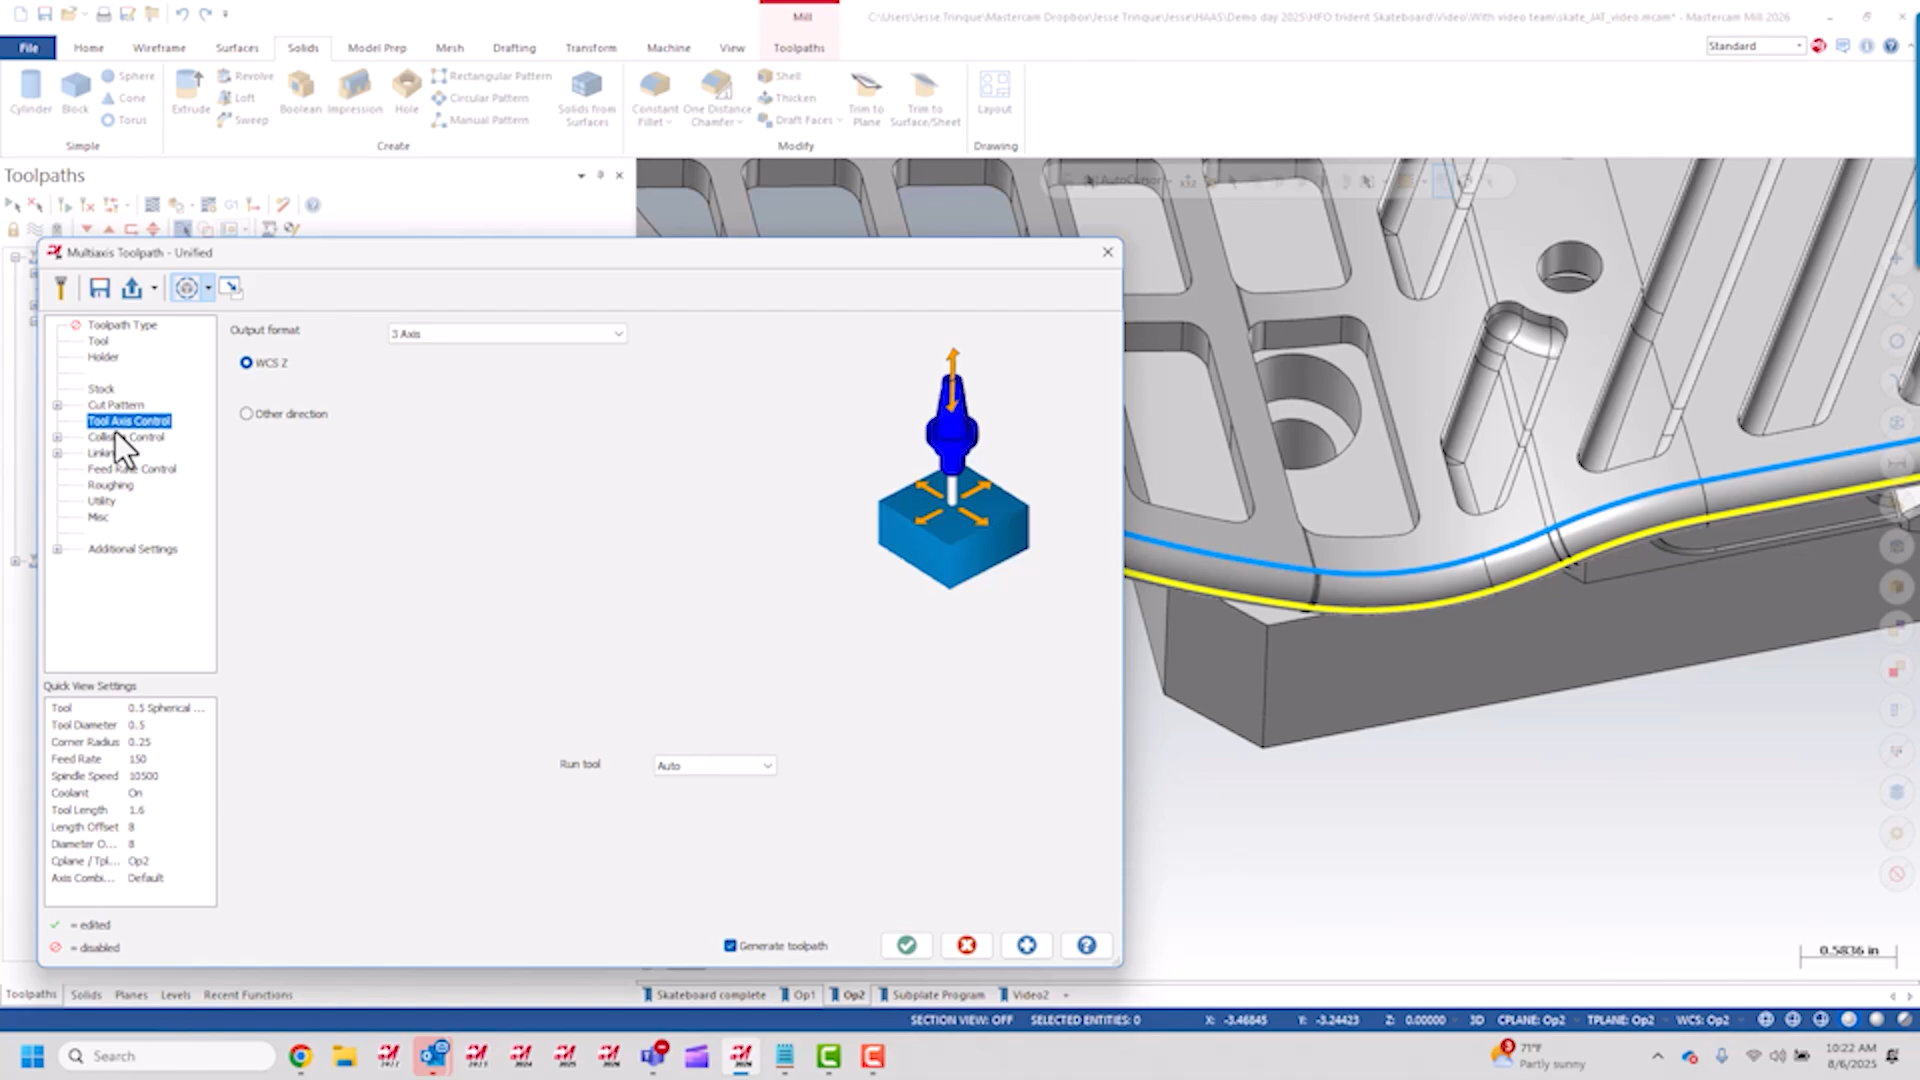 Mill
C:\Users\Jesse.Trinque\Mastercam Dropbox\Jesse Trinque\Jesse\HAAS\Demo day 2025\HFO trident Skateboard\Video\With video team\skate_JAT_video.mcam* - Mastercam Mill 2026
File Home Wireframe Surfaces Solids Model Prep Mesh Drafting Transform Machine View Toolpaths
Standard
Sphere Revolve Rectangular Pattern Shell
Cone Loft Circular Pattern Thicken
Cylinder Block Extrude Boolean Impression Hole Solids from Surfaces Constant Fillet One Distance Chamfer Trim to Plane Trim to Surface/Sheet Layout
Torus Sweep Manual Pattern Draft Faces
Simple Create Modify Drawing
Toolpaths
AutoCursor
G1
Multiaxis Toolpath - Unified
Toolpath Type
Tool
Holder
Stock
Cut Pattern
Tool Axis Control
Control
Feed Rate Control
Roughing
Utility
Misc
Additional Settings
Output format 3 Axis
WCS Z
Other direction
Run tool Auto
Quick View Settings
Tool 0.5 Spherical ...
Tool Diameter 0.5
Corner Radius 0.25
Feed Rate 150
Spindle Speed 10500
Coolant On
Tool Length 1.6
Length Offset 8
Diameter O... 8
Cplane / Tpl... Op2
Axis Combi... Default
= edited
= disabled
Generate toolpath
0.5836 in
Toolpaths Solids Planes Levels Recent Functions
Skateboard complete Op1 Op2 Subplate Program Video2
SECTION VIEW: OFF SELECTED ENTITIES: 0 X: -3.46845 Y: -3.24423 Z: 0.00000 3D CPLANE: Op2 TPLANE: Op2 WCS: Op2
Search
3
71°F
Partly sunny
10:22 AM
8/6/2025